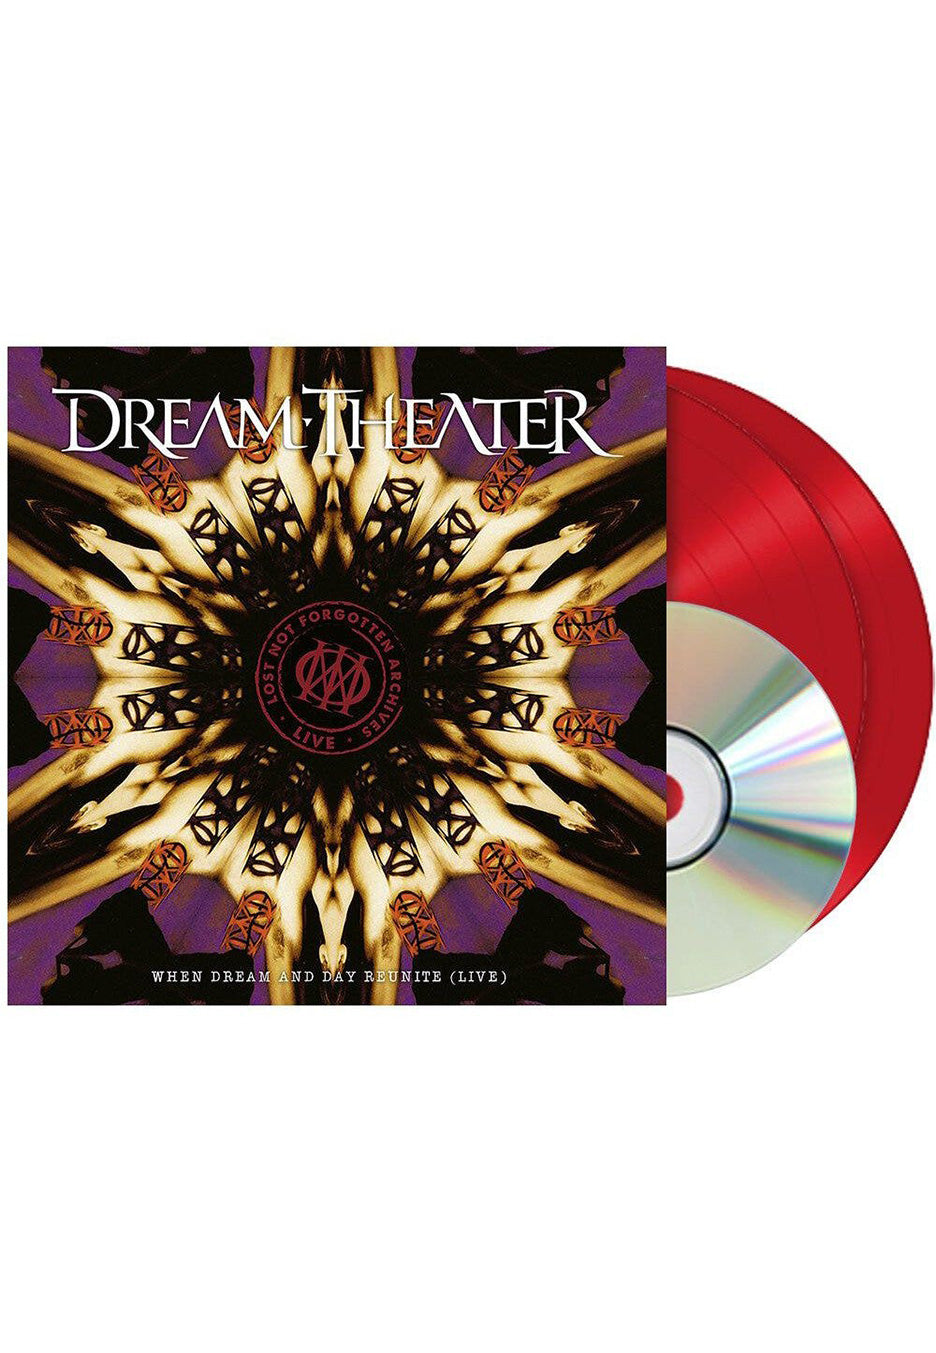 DREAM·THEATER
LOST NOT FORGOTTEN ARCHIVES
· LIVE ·
WHEN DREAM AND DAY REUNITE (LIVE)